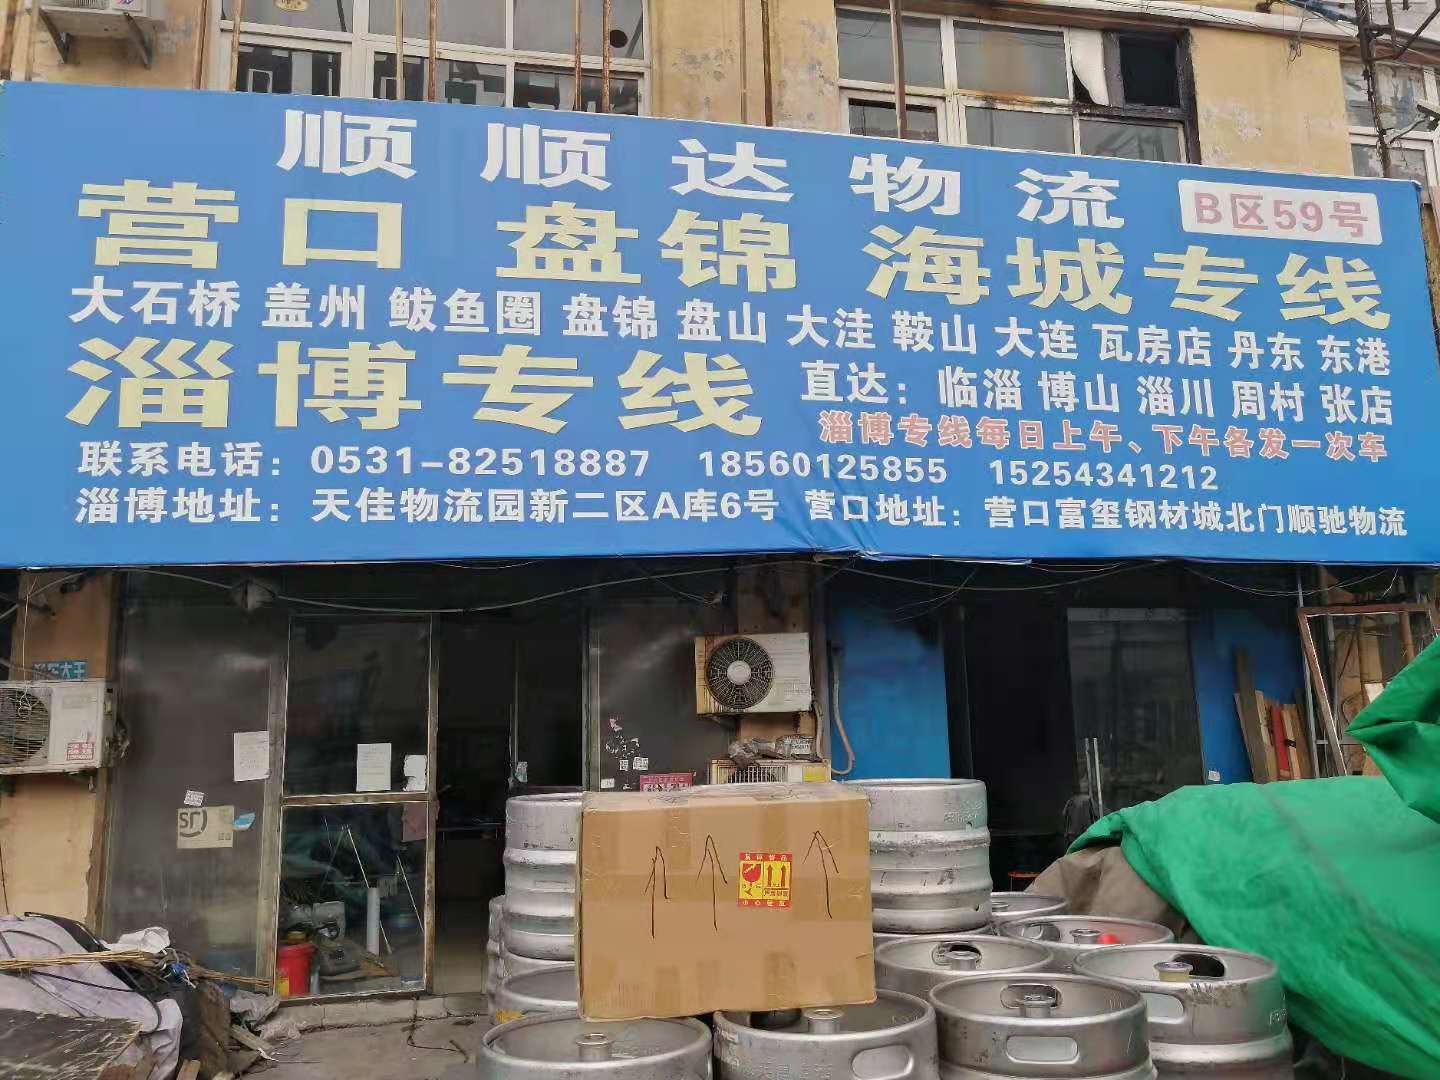 顺顺达物流 B区59号
营口 盘锦 海城专线
大石桥 盖州 鲅鱼圈 盘锦 盘山 大洼 鞍山 大连 瓦房店 丹东 东港
淄博专线 直达：临淄 博山 淄川 周村 张店
淄博专线每日上午、下午各发一次车
联系电话：0531-82518887 18560125855 15254341212
淄博地址：天佳物流园新二区A库6号 营口地址：营口富玺钢材城北门顺驰物流
小心轻放